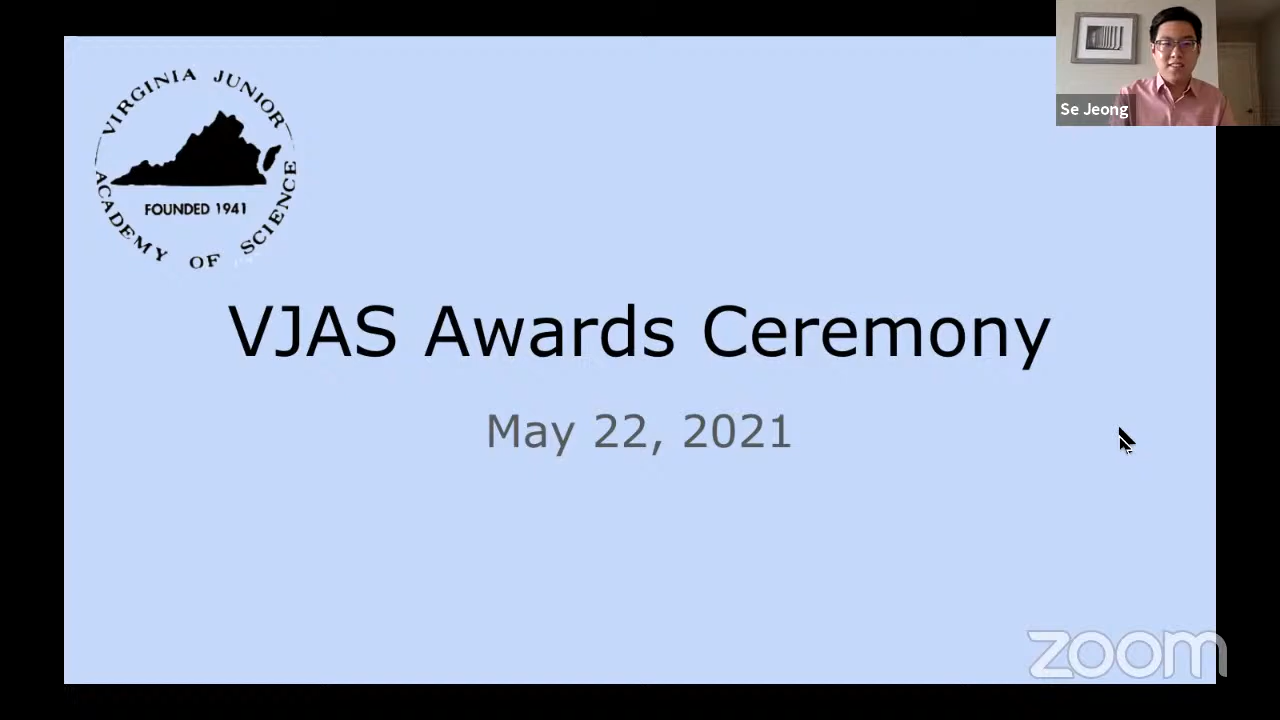 VIRGINIA JUNIOR
ACADEMY OF SCIENCE
FOUNDED 1941
Se Jeong
VJAS Awards Ceremony
May 22, 2021
zoom